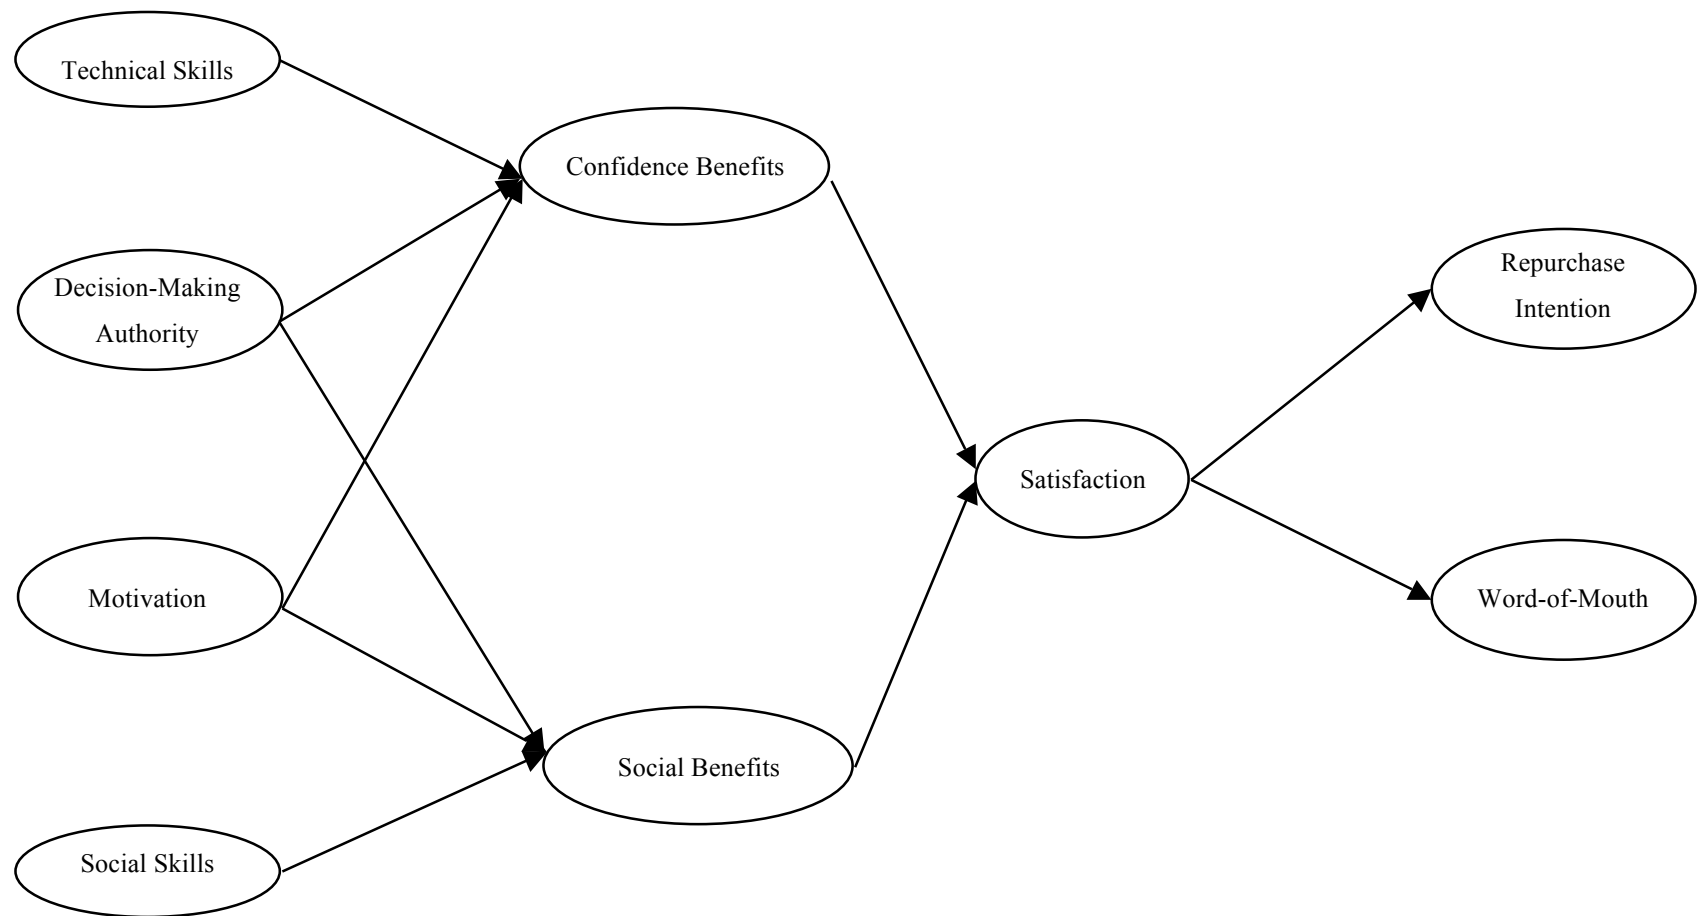 Technical Skills
Confidence Benefits
Decision-Making
Authority
Repurchase
Intention
Satisfaction
Motivation
Word-of-Mouth
Social Benefits
Social Skills